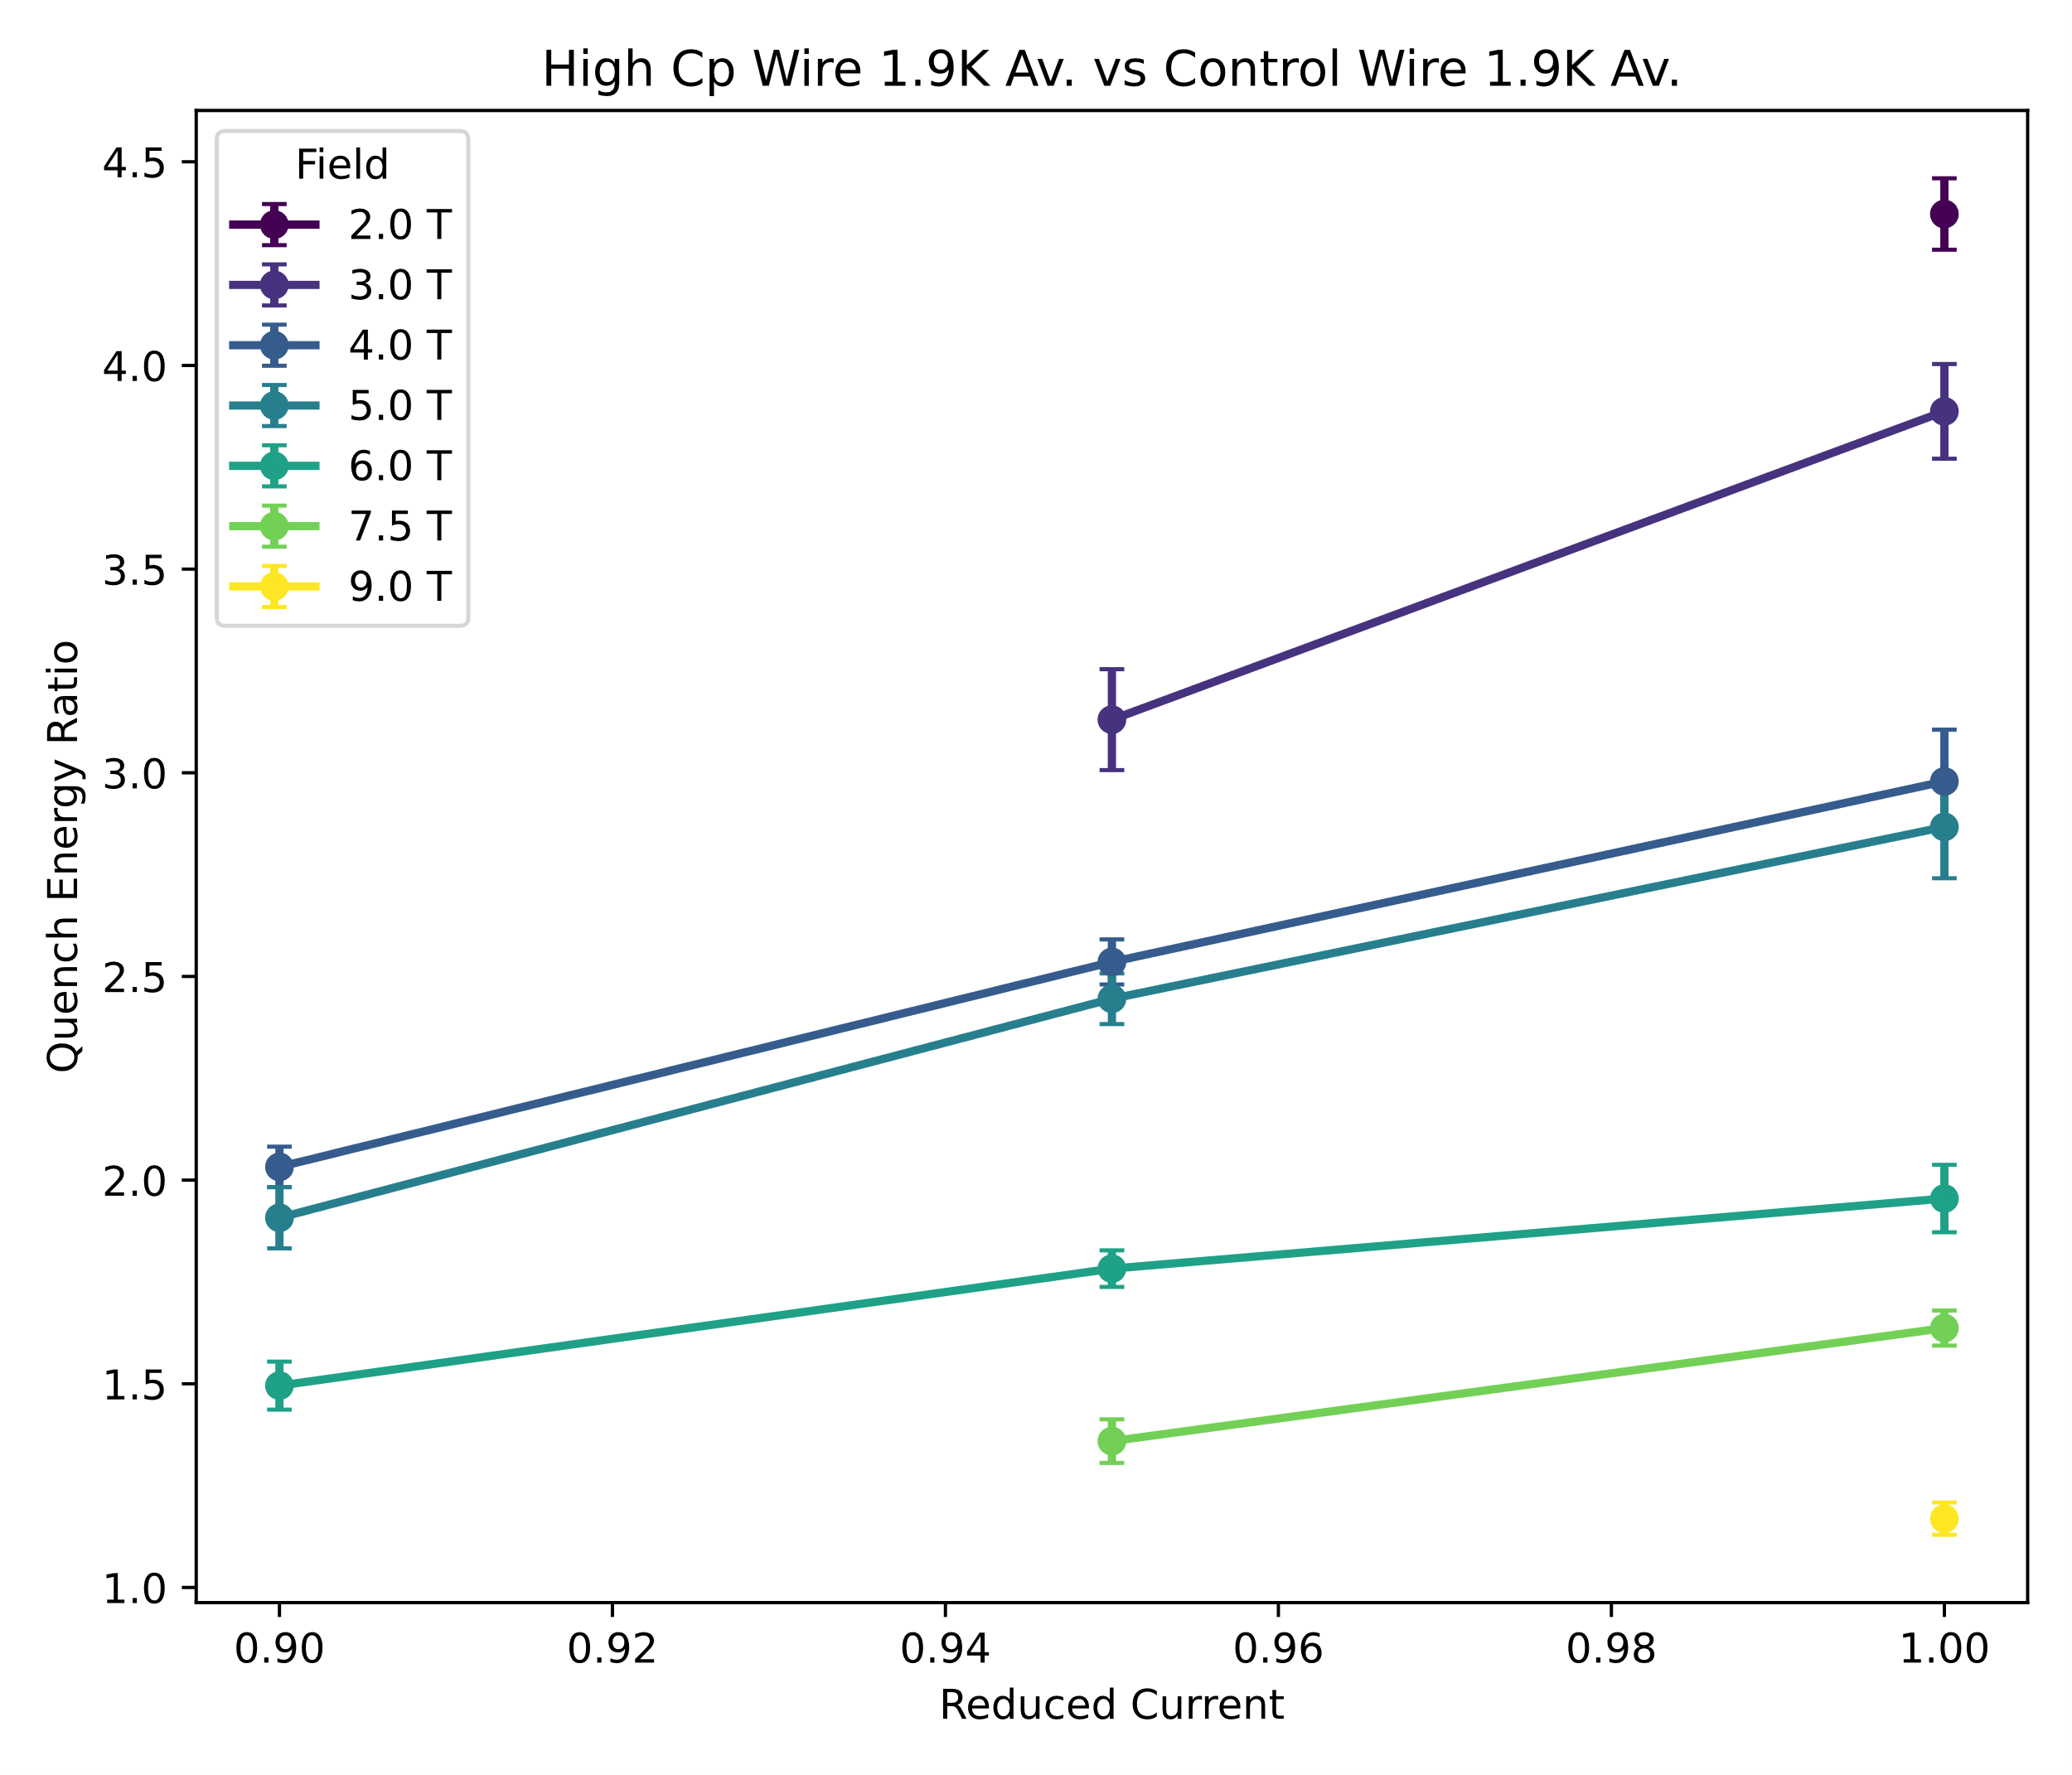 High Cp Wire 1.9K Av. vs Control Wire 1.9K Av.
Field
2.0 T
3.0 T
4.0 T
5.0 T
6.0 T
7.5 T
9.0 T
Quench Energy Ratio
4.5
4.0
3.5
3.0
2.5
2.0
1.5
1.0
0.90 0.92 0.94 0.96 0.98 1.00
Reduced Current